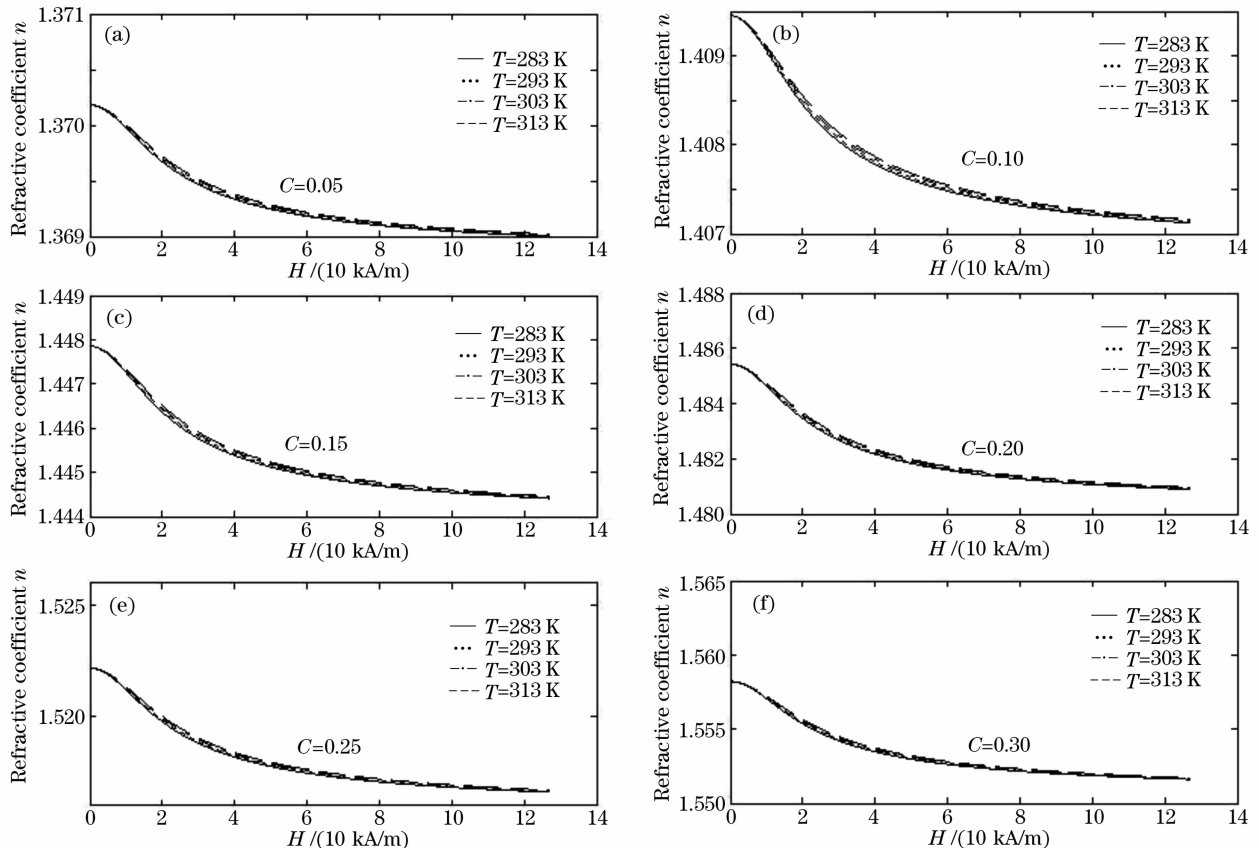 (a)
Refractive coefficient n
1.371
1.370
1.369
T=283 K
T=293 K
T=303 K
T=313 K
C=0.05
0 2 4 6 8 10 12 14
H /(10 kA/m)
(b)
Refractive coefficient n
1.409
1.408
1.407
T=283 K
T=293 K
T=303 K
T=313 K
C=0.10
0 2 4 6 8 10 12 14
H /(10 kA/m)
(c)
Refractive coefficient n
1.449
1.448
1.447
1.446
1.445
1.444
T=283 K
T=293 K
T=303 K
T=313 K
C=0.15
0 2 4 6 8 10 12 14
H /(10 kA/m)
(d)
Refractive coefficient n
1.488
1.486
1.484
1.482
1.480
T=283 K
T=293 K
T=303 K
T=313 K
C=0.20
0 2 4 6 8 10 12 14
H /(10 kA/m)
(e)
Refractive coefficient n
1.525
1.520
T=283 K
T=293 K
T=303 K
T=313 K
C=0.25
0 2 4 6 8 10 12 14
H /(10 kA/m)
(f)
Refractive coefficient n
1.565
1.560
1.555
1.550
T=283 K
T=293 K
T=303 K
T=313 K
C=0.30
0 2 4 6 8 10 12 14
H /(10 kA/m)